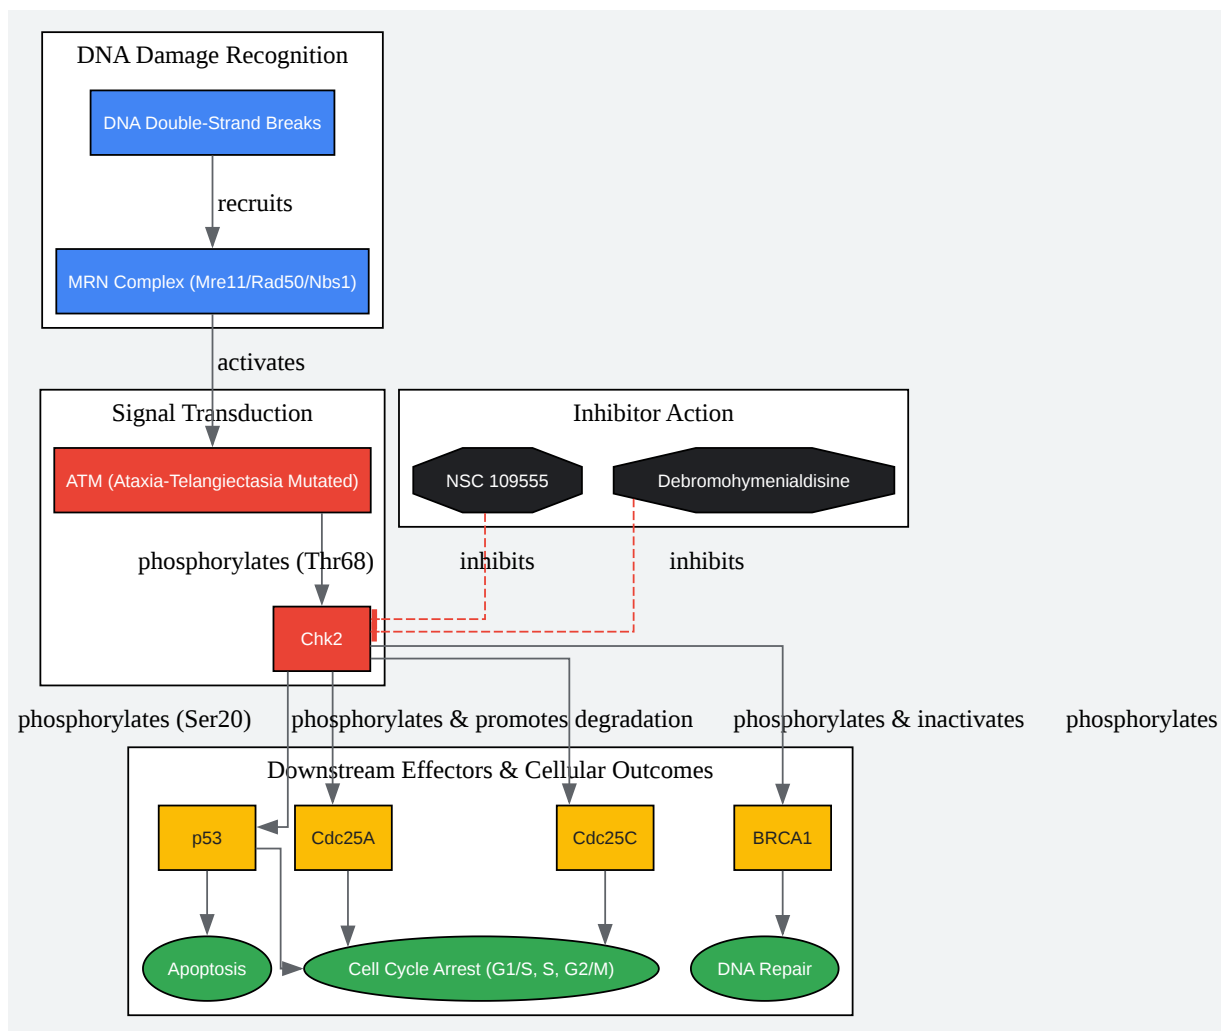 DNA Damage Recognition
DNA Double-Strand Breaks
recruits
MRN Complex (Mre11/Rad50/Nbs1)
activates
Signal Transduction
Inhibitor Action
ATM (Ataxia-Telangiectasia Mutated)
NSC 109555
Debromohymenialdisine
phosphorylates (Thr68)
inhibits
inhibits
Chk2
phosphorylates (Ser20)
phosphorylates & promotes degradation
phosphorylates & inactivates
phosphorylates
Downstream Effectors & Cellular Outcomes
p53
Cdc25A
Cdc25C
BRCA1
Apoptosis
Cell Cycle Arrest (G1/S, S, G2/M)
DNA Repair